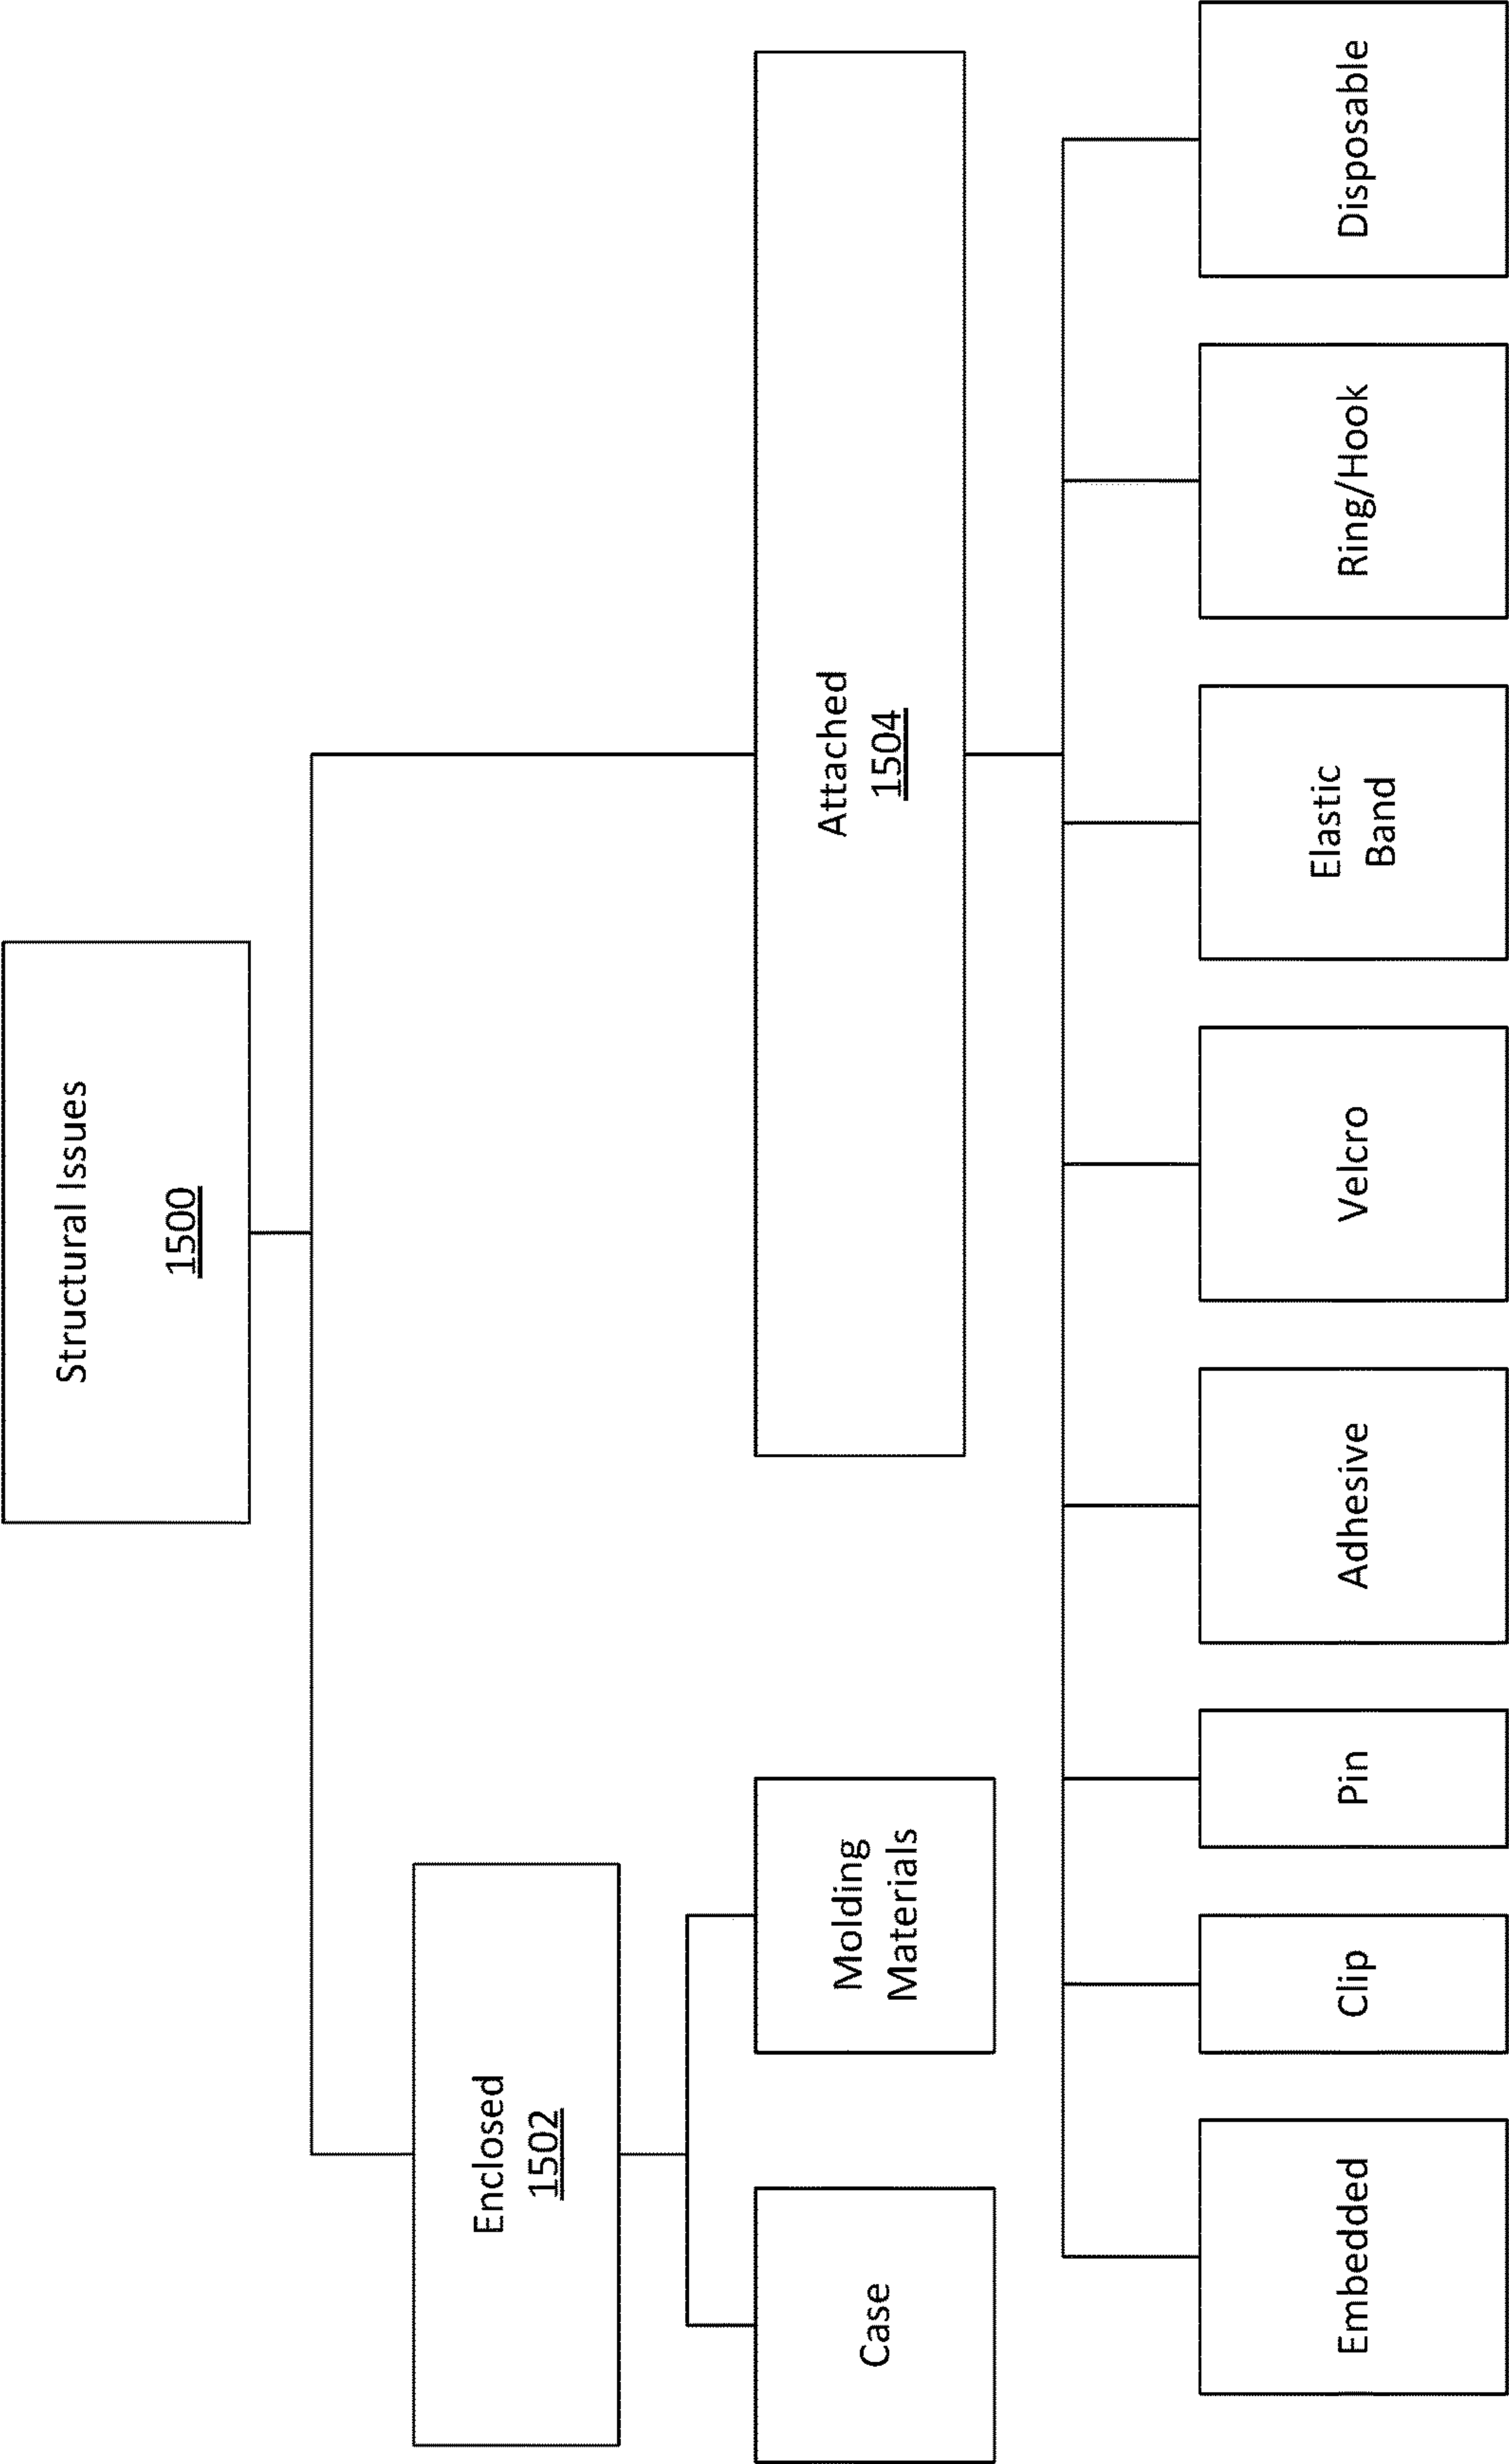 Structural Issues
1500
Enclosed
1502
Attached
1504
Case
Molding
Materials
Embedded
Clip
Pin
Adhesive
Velcro
Elastic
Band
Ring/Hook
Disposable